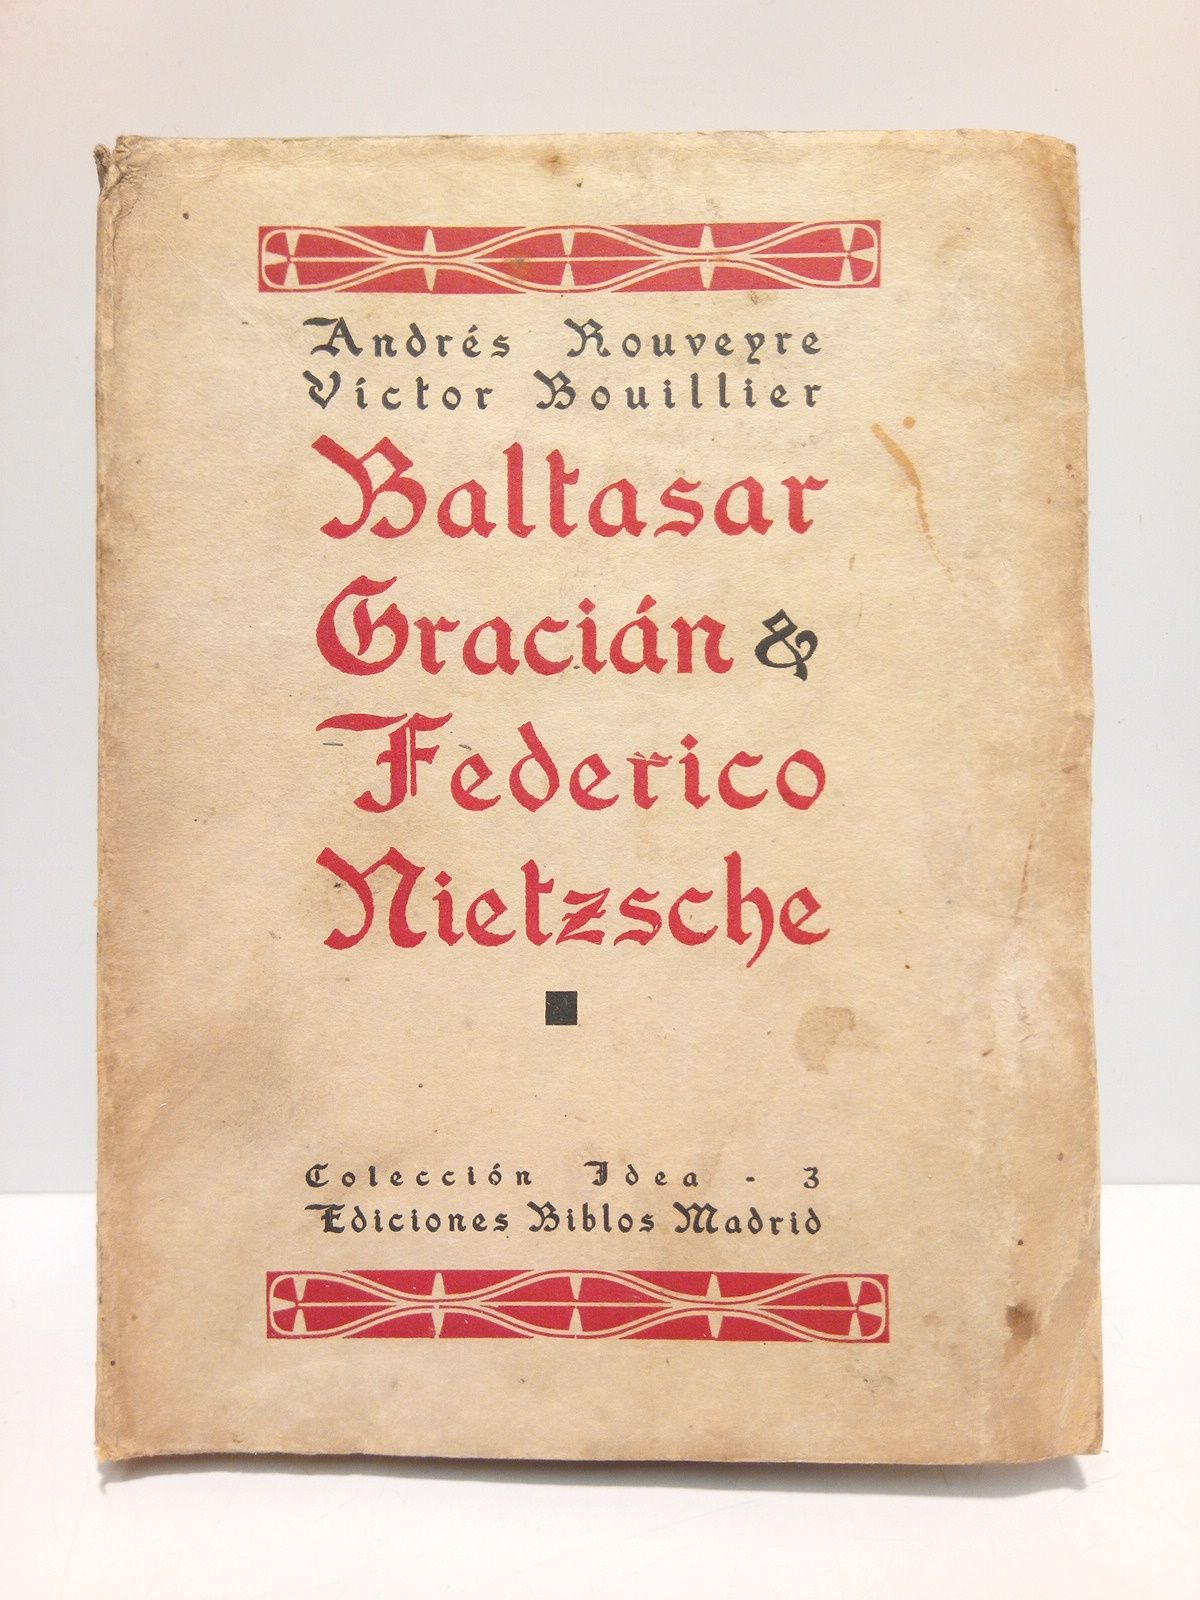 Andrés Rouveyre
Víctor Bouillier
Baltasar
Gracián &
Federico
Nietzsche
Colección Idea - 3
Ediciones Biblos Madrid